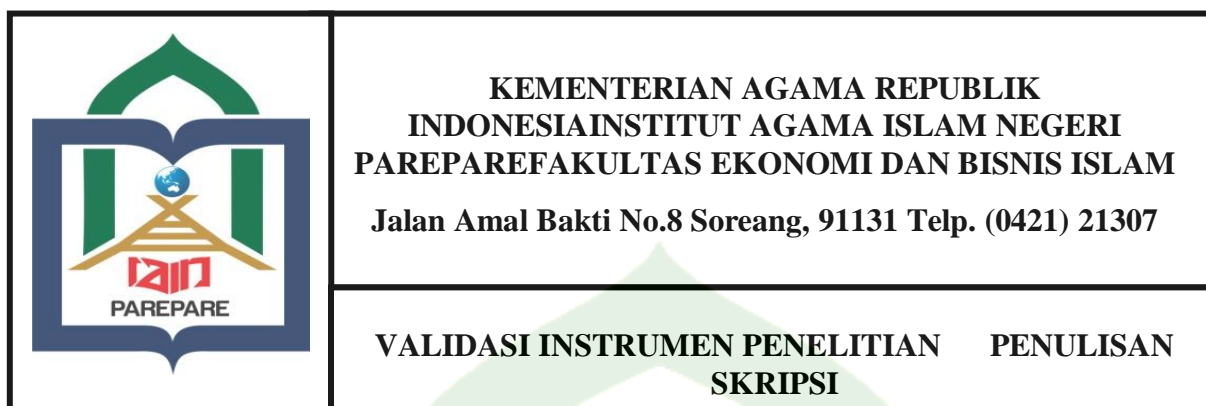 iain
PAREPARE
KEMENTERIAN AGAMA REPUBLIK
INDONESIAINSTITUT AGAMA ISLAM NEGERI
PAREPAREFAKULTAS EKONOMI DAN BISNIS ISLAM
Jalan Amal Bakti No.8 Soreang, 91131 Telp. (0421) 21307
VALIDASI INSTRUMEN PENELITIAN PENULISAN
SKRIPSI